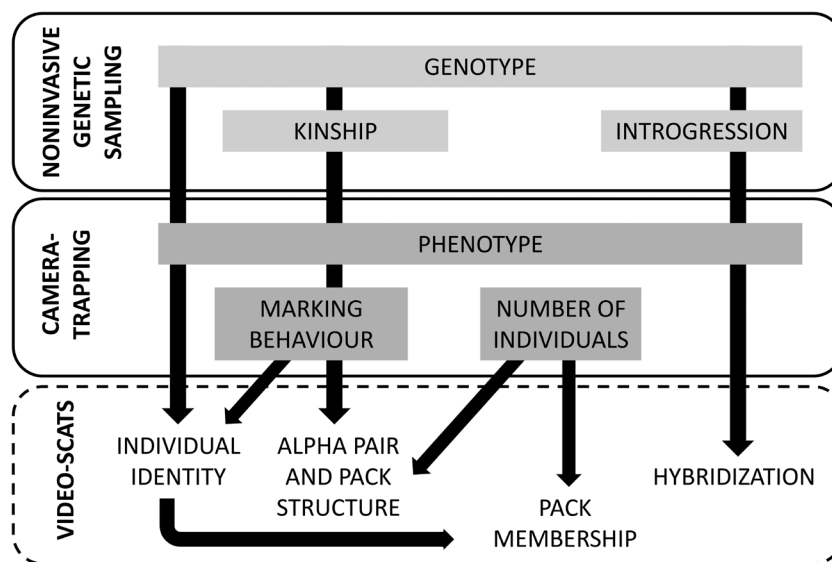 NONINVASIVE
GENETIC
SAMPLING
GENOTYPE
KINSHIP
INTROGRESSION
CAMERA-
TRAPPING
PHENOTYPE
MARKING
BEHAVIOUR
NUMBER OF
INDIVIDUALS
VIDEO-SCATS
INDIVIDUAL
IDENTITY
ALPHA PAIR
AND PACK
STRUCTURE
PACK
MEMBERSHIP
HYBRIDIZATION